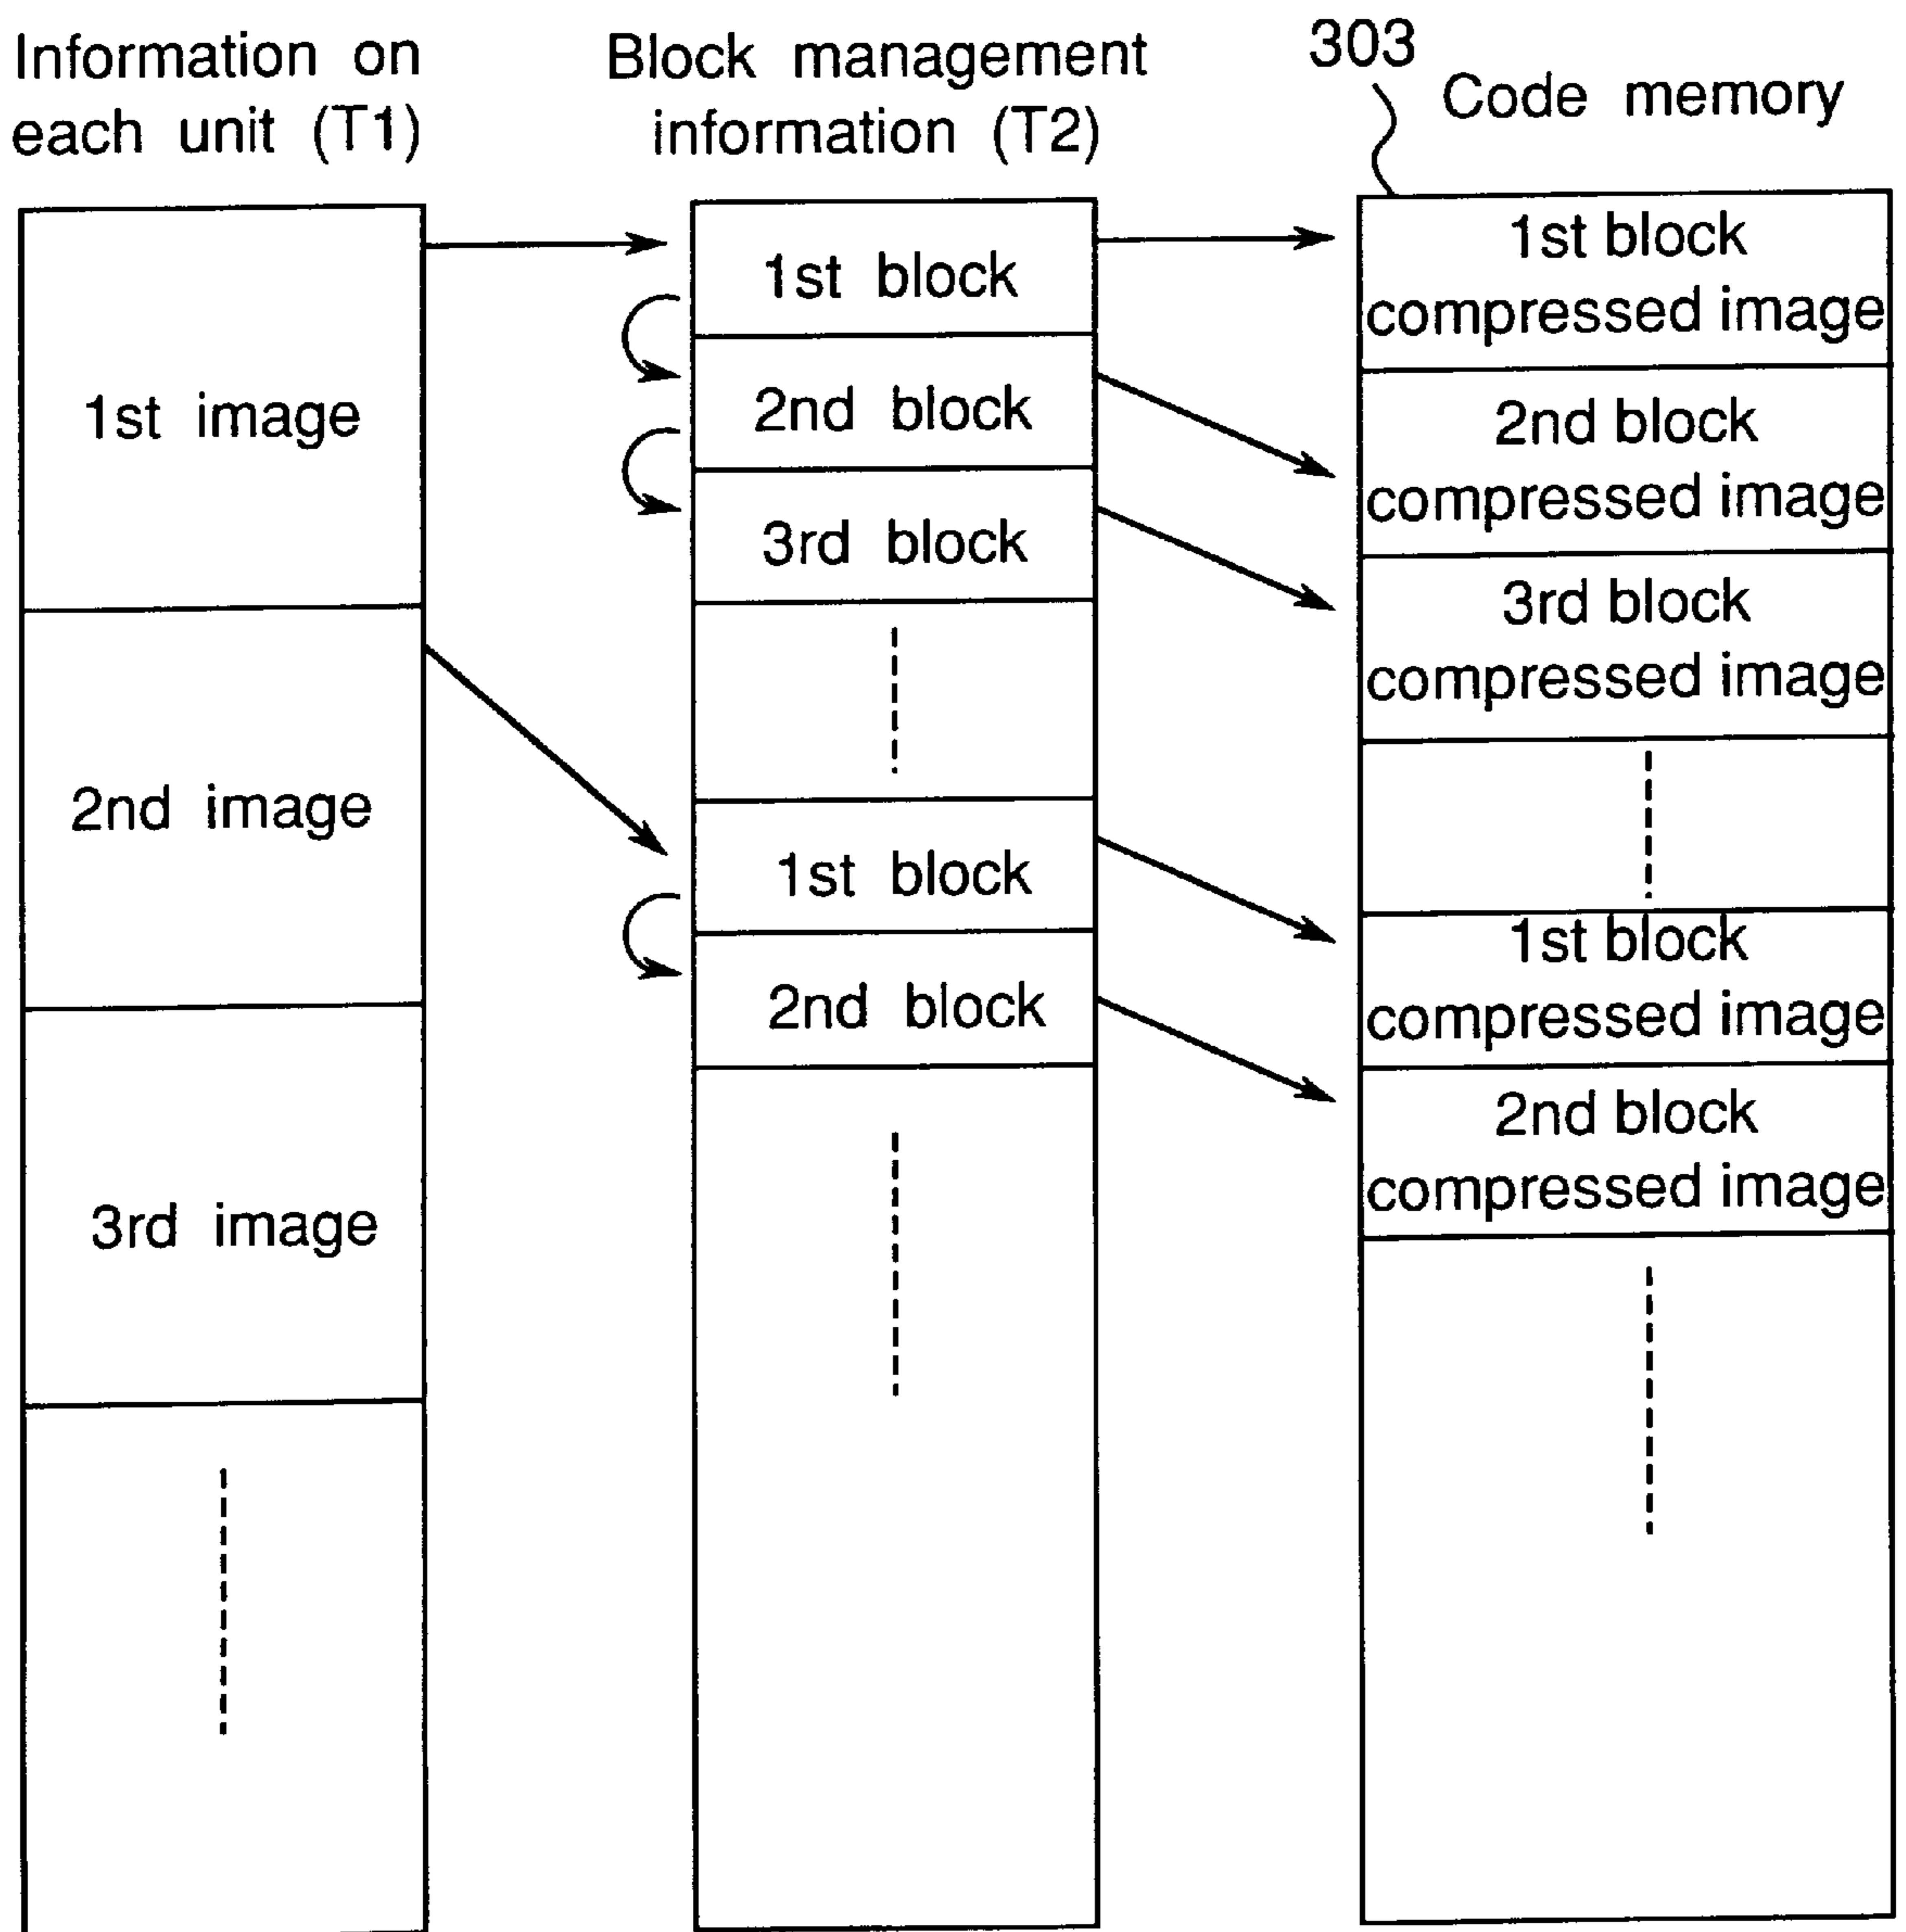 Information on
each unit (T1)
1st image
2nd image
3rd image
Block management
information (T2)
1st block
2nd block
3rd block
1st block
2nd block
303
Code memory
1st block
compressed image
2nd block
compressed image
3rd block
compressed image
1st block
compressed image
2nd block
compressed image